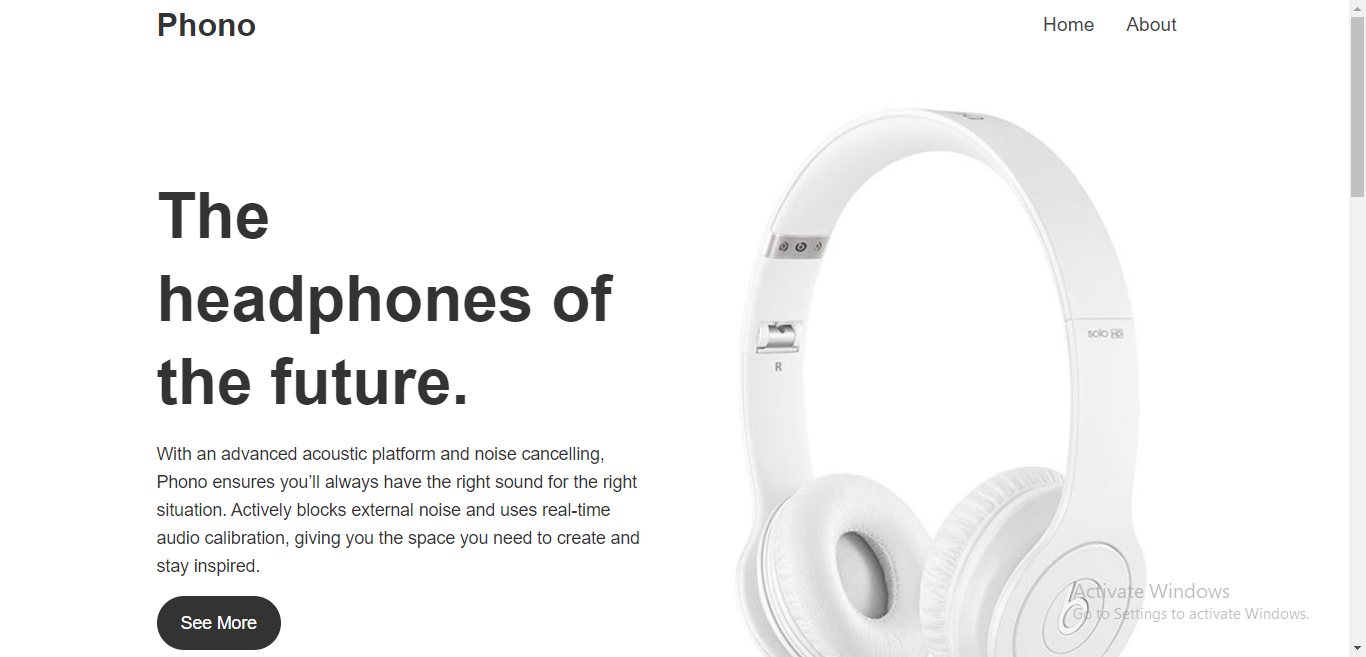 Phono
Home
About
The
headphones of
the future.
With an advanced acoustic platform and noise cancelling,
Phono ensures you’ll always have the right sound for the right
situation. Actively blocks external noise and uses real-time
audio calibration, giving you the space you need to create and
stay inspired.
See More
R
solo HD
Activate Windows
Go to Settings to activate Windows.